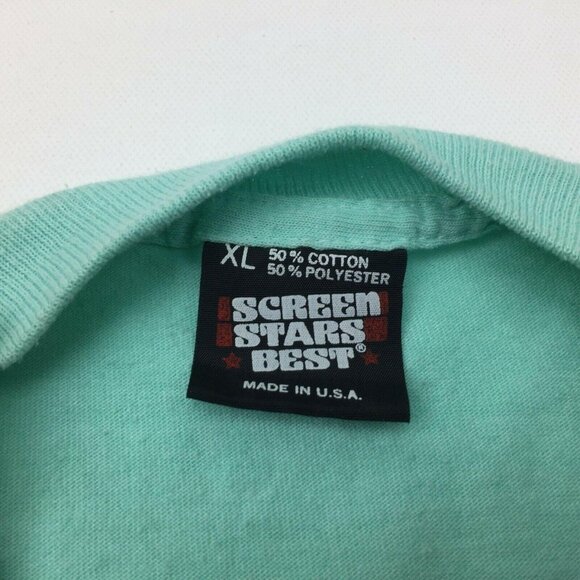 XL 50% COTTON
50% POLYESTER
SCREEN
STARS
BEST®
MADE IN U.S.A.